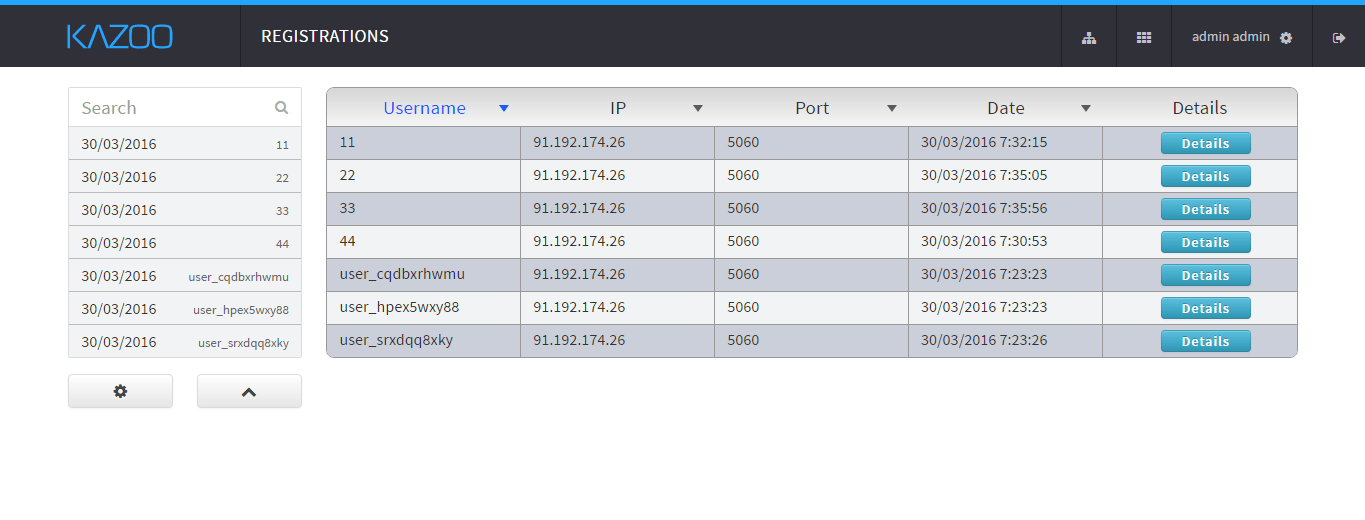 KAZOO REGISTRATIONS admin admin
Search
30/03/2016 11
30/03/2016 22
30/03/2016 33
30/03/2016 44
30/03/2016 user_cqdbxrhwmu
30/03/2016 user_hpex5wxy88
30/03/2016 user_srxdqq8xky
Username IP Port Date Details
11 91.192.174.26 5060 30/03/2016 7:32:15 Details
22 91.192.174.26 5060 30/03/2016 7:35:05 Details
33 91.192.174.26 5060 30/03/2016 7:35:56 Details
44 91.192.174.26 5060 30/03/2016 7:30:53 Details
user_cqdbxrhwmu 91.192.174.26 5060 30/03/2016 7:23:23 Details
user_hpex5wxy88 91.192.174.26 5060 30/03/2016 7:23:23 Details
user_srxdqq8xky 91.192.174.26 5060 30/03/2016 7:23:26 Details